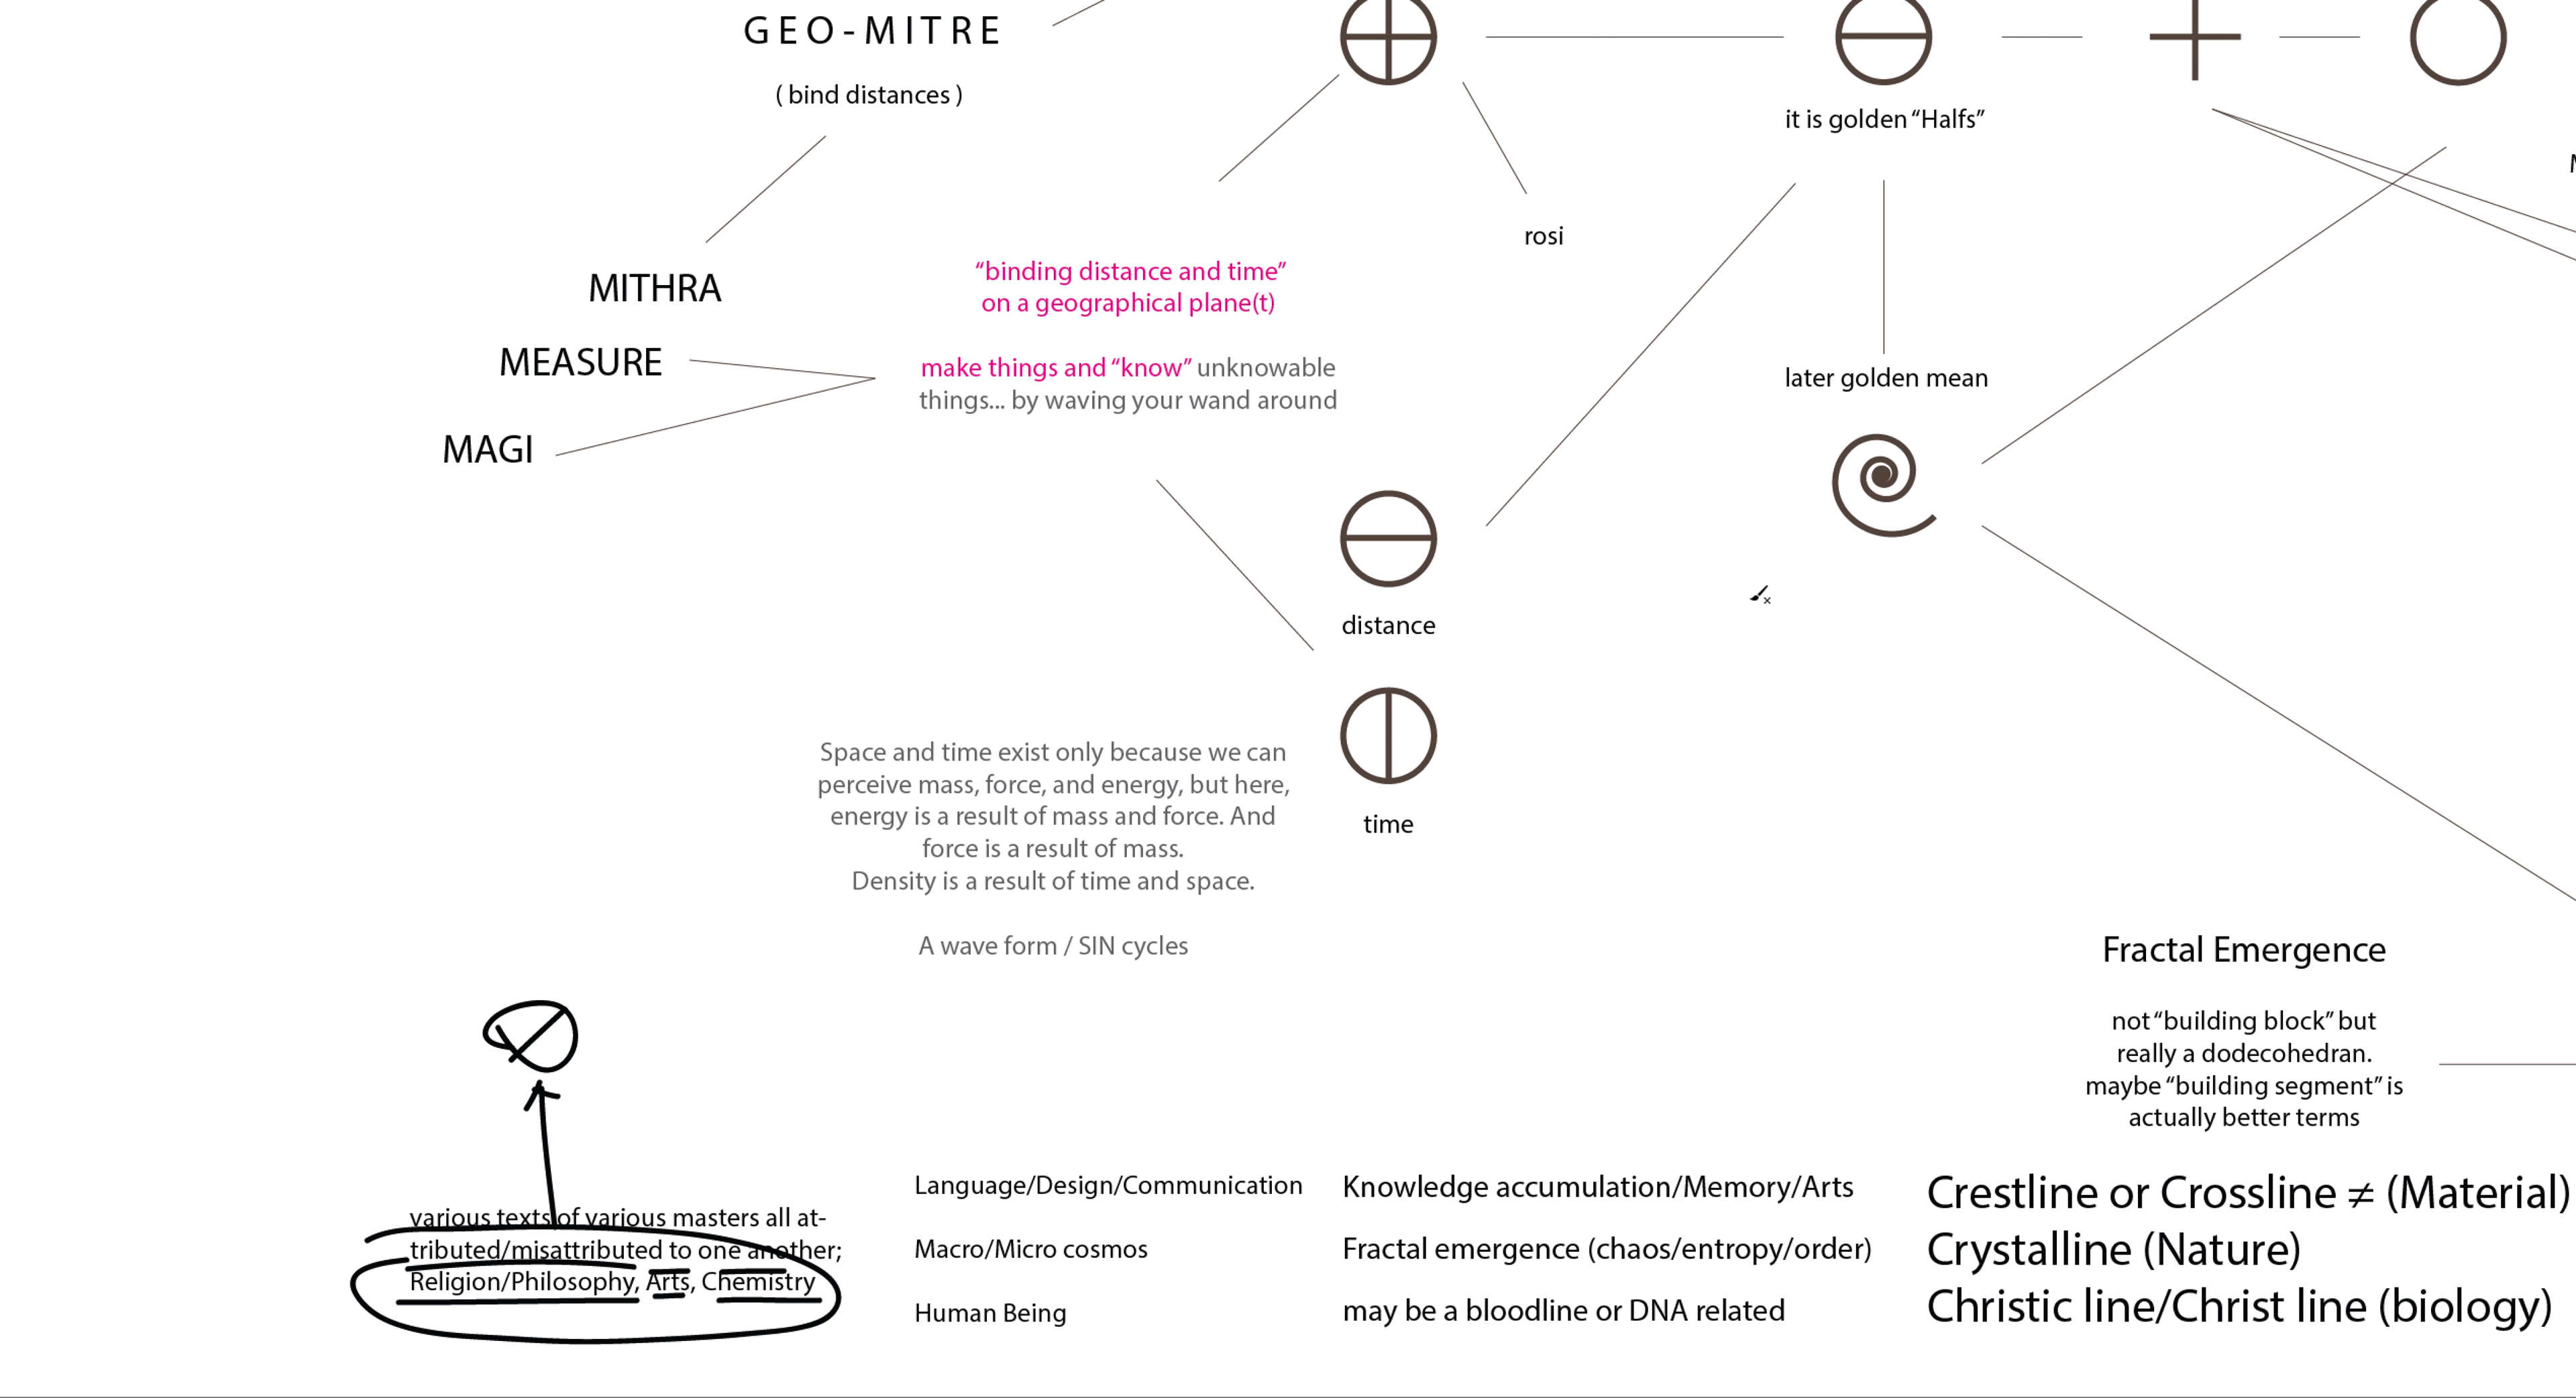 GEO-MITRE
( bind distances )
it is golden “Halfs”
rosi
MITHRA
MEASURE
MAGI
“binding distance and time”
on a geographical plane(t)
make things and “know” unknowable
things... by waving your wand around
later golden mean
distance
time
Space and time exist only because we can
perceive mass, force, and energy, but here,
energy is a result of mass and force. And
force is a result of mass.
Density is a result of time and space.
A wave form / SIN cycles
Fractal Emergence
not “building block” but
really a dodecohedran.
maybe “building segment” is
actually better terms
various texts of various masters all at-
tributed/misattributed to one another;
Religion/Philosophy, Arts, Chemistry
Language/Design/Communication
Macro/Micro cosmos
Human Being
Knowledge accumulation/Memory/Arts
Fractal emergence (chaos/entropy/order)
may be a bloodline or DNA related
Crestline or Crossline ≠ (Material)
Crystalline (Nature)
Christic line/Christ line (biology)